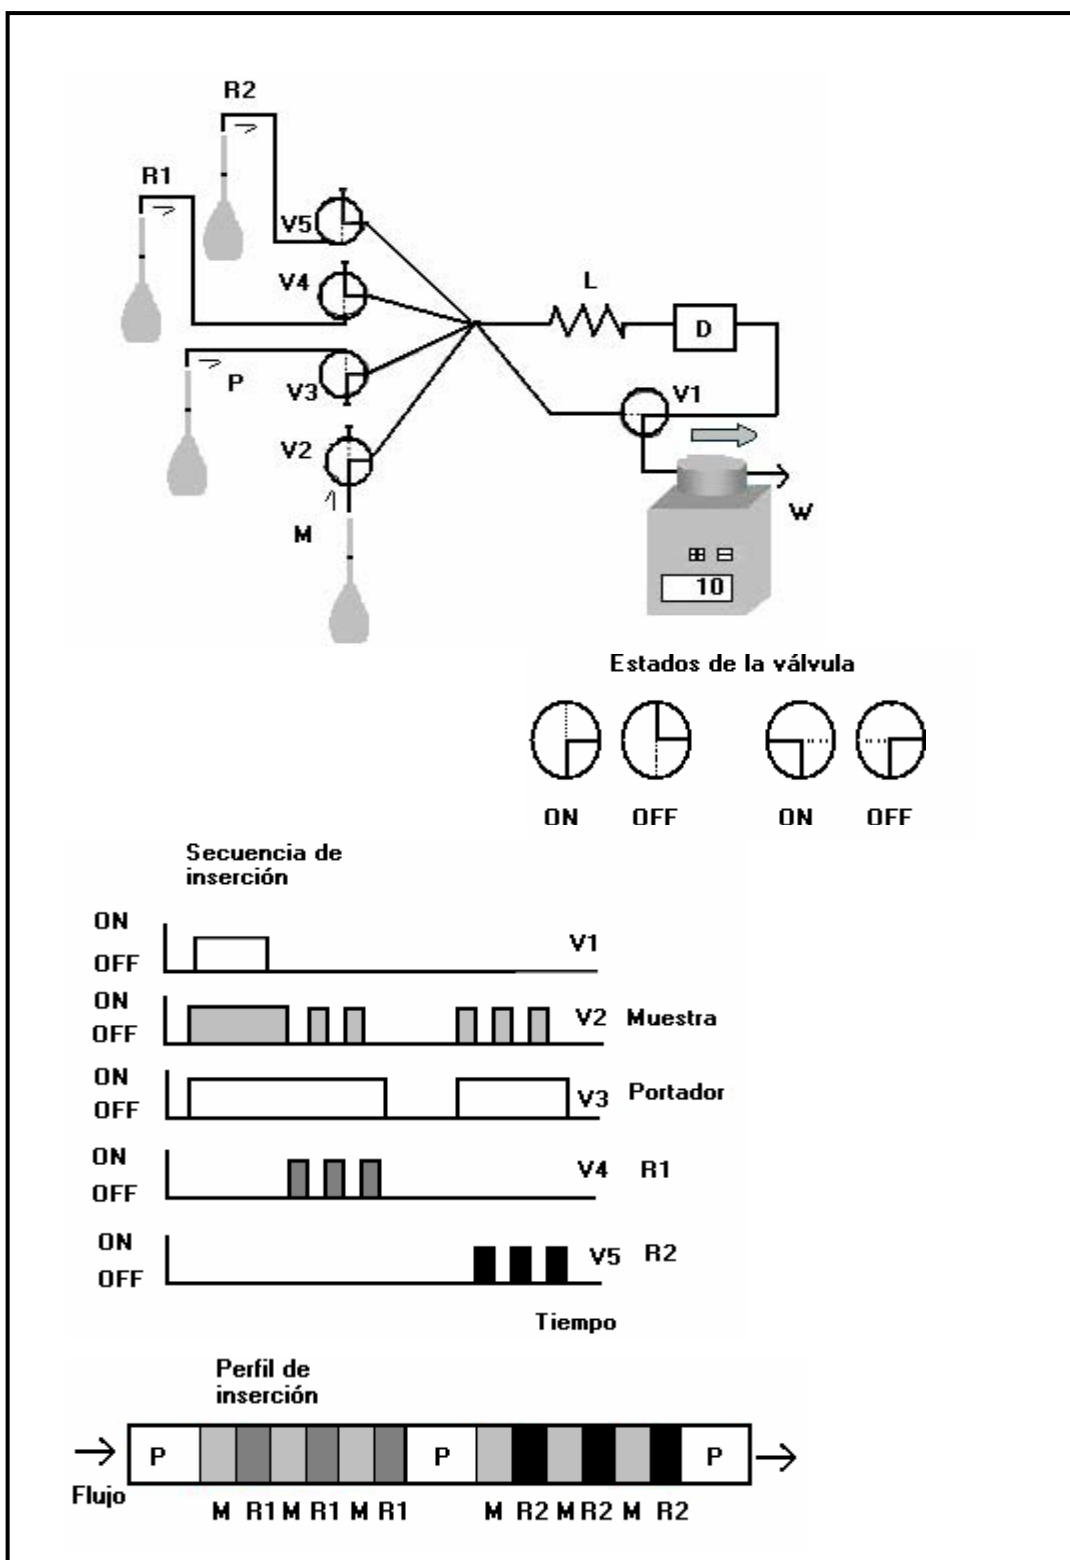 R2
R1
V5
V4
L
D
P
V3
V1
V2
M
W
10
Estados de la válvula
ON OFF ON OFF
Secuencia de
inserción
ON
OFF
V1
ON
OFF
V2 Muestra
ON
OFF
V3 Portador
ON
OFF
V4 R1
ON
OFF
V5 R2
Tiempo
Perfil de
inserción
P P P
Flujo
M R1 M R1 M R1 M R2 M R2 M R2